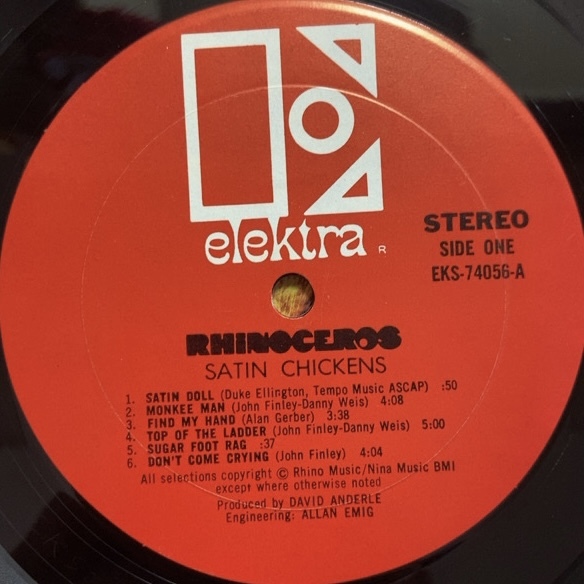 elektra R
STEREO
SIDE ONE
EKS-74056-A
RHINOCEROS
SATIN CHICKENS
1. SATIN DOLL (Duke Ellington, Tempo Music ASCAP) :50
2. MONKEE MAN (John Finley-Danny Weis) 4:08
3. FIND MY HAND (Alan Gerber) 3:38
4. TOP OF THE LADDER (John Finley-Danny Weis) 5:00
5. SUGAR FOOT RAG :37
6. DON'T COME CRYING (John Finley) 4:04
All selections copyright © Rhino Music/Nina Music BMI
except where otherwise noted
Produced by DAVID ANDERLE
Engineering: ALLAN EMIG